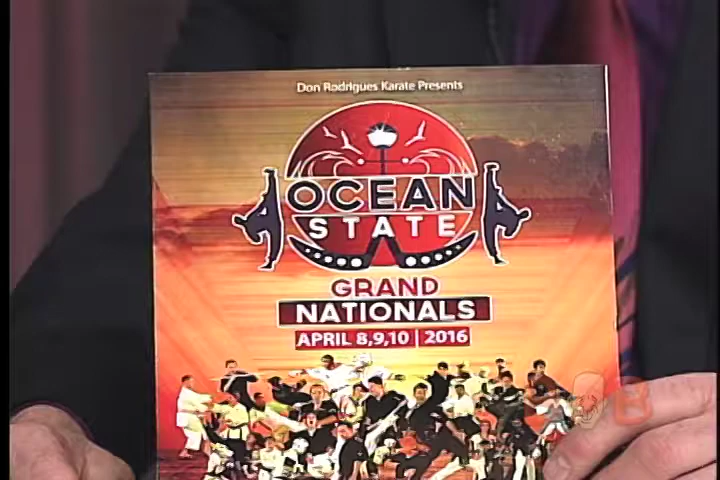 Don Rodrigues Karate Presents
OCEAN
STATE
GRAND
NATIONALS
APRIL 8,9,10 | 2016